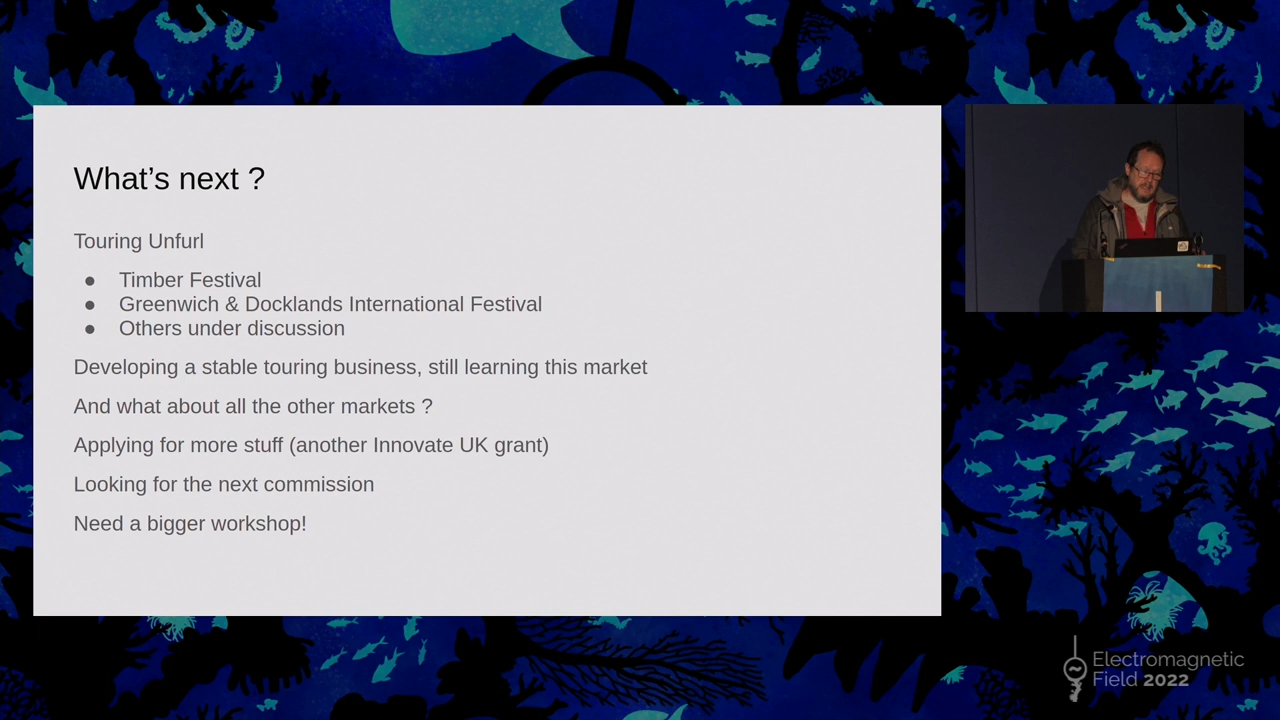 What's next ?
Touring Unfurl
● Timber Festival
● Greenwich & Docklands International Festival
● Others under discussion
Developing a stable touring business, still learning this market
And what about all the other markets ?
Applying for more stuff (another Innovate UK grant)
Looking for the next commission
Need a bigger workshop!
Electromagnetic
Field 2022